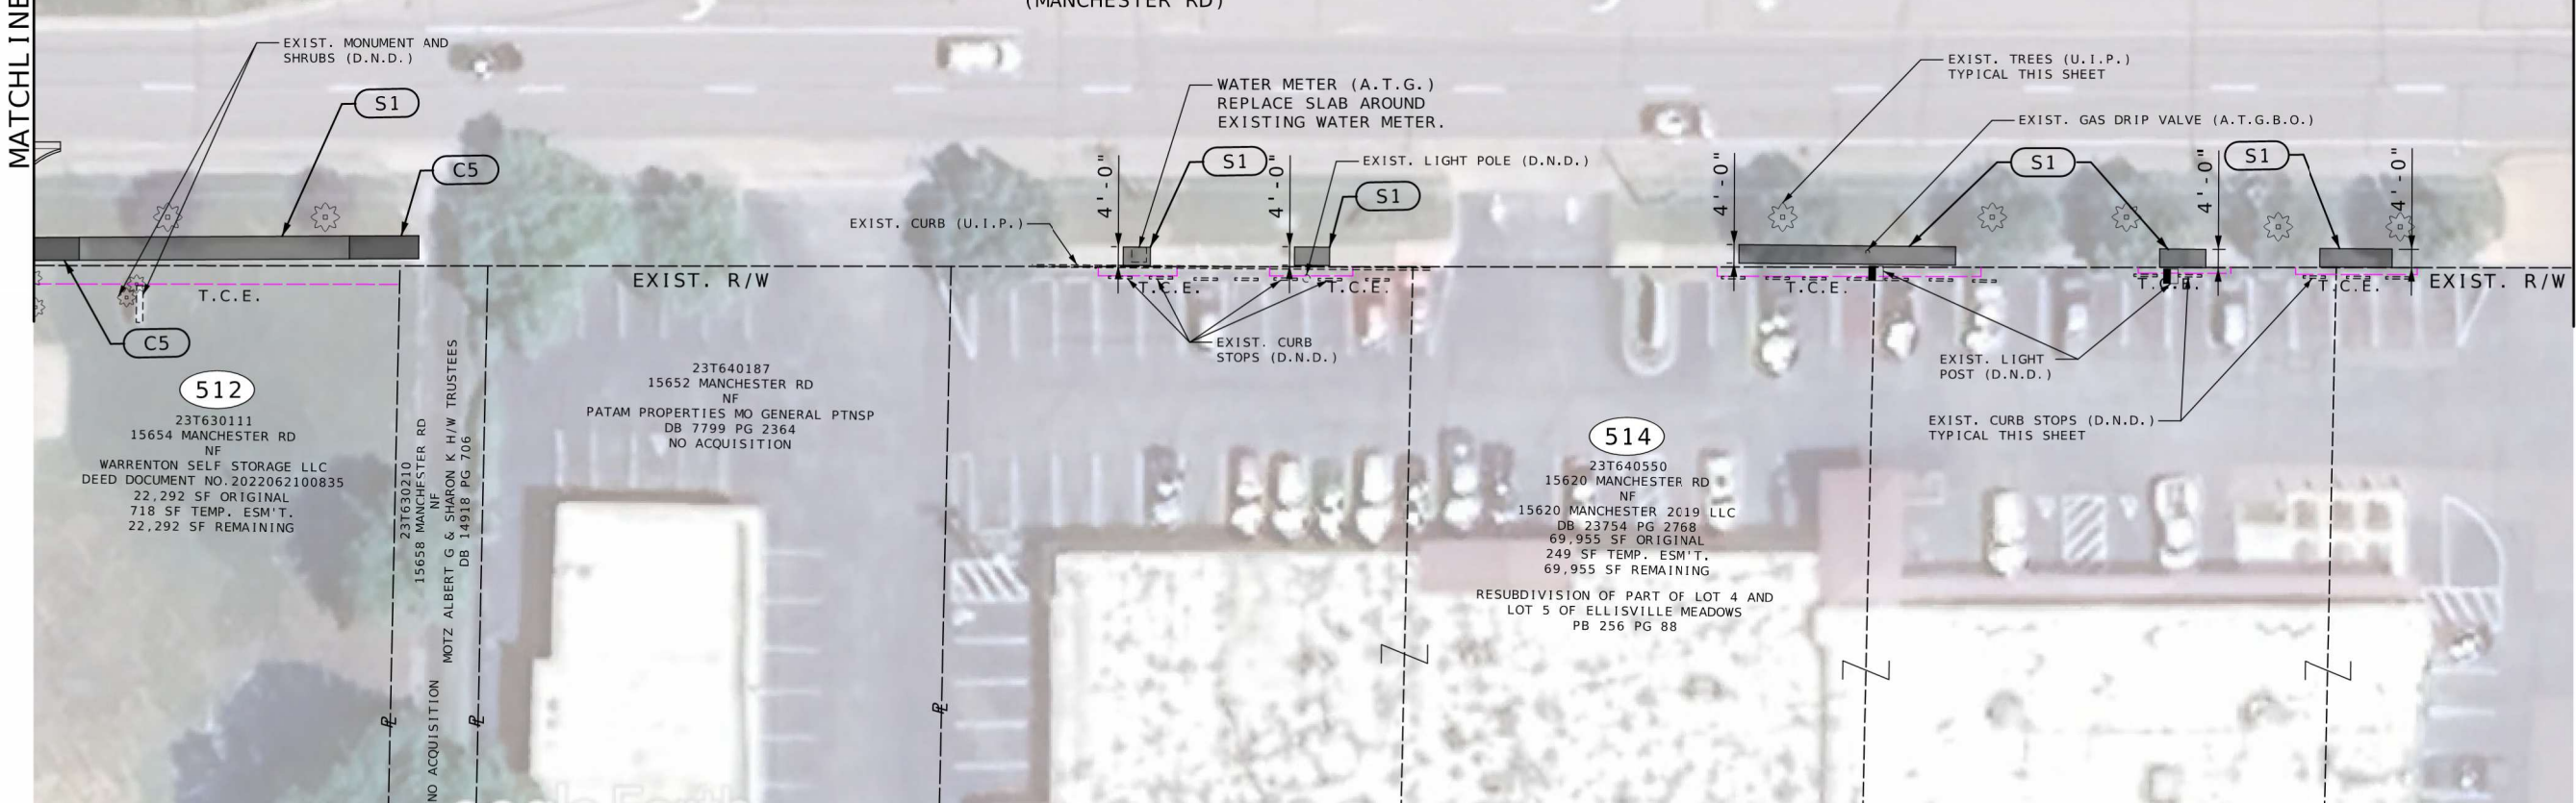 (MANCHESTER RD)
MATCHLINE
EXIST. MONUMENT AND
SHRUBS (D.N.D.)
S1
C5
C5
T.C.E.
512
23T630111
15654 MANCHESTER RD
NF
WARRENTON SELF STORAGE LLC
DEED DOCUMENT NO.2022062100835
22,292 SF ORIGINAL
718 SF TEMP. ESM'T.
22,292 SF REMAINING
23T630210
15658 MANCHESTER RD
NF
MOTZ ALBERT G & SHARON K H/W TRUSTEES
DB 14918 PG 706
NO ACQUISITION
EXIST. R/W
23T640187
15652 MANCHESTER RD
NF
PATAM PROPERTIES MO GENERAL PTNSP
DB 7799 PG 2364
NO ACQUISITION
EXIST. CURB (U.I.P.)
WATER METER (A.T.G.)
REPLACE SLAB AROUND
EXISTING WATER METER.
4'-0"
S1
4'-0"
EXIST. LIGHT POLE (D.N.D.)
S1
T.C.E.
T.C.E.
EXIST. CURB
STOPS (D.N.D.)
514
23T640550
15620 MANCHESTER RD
NF
15620 MANCHESTER 2019 LLC
DB 23754 PG 2768
69,955 SF ORIGINAL
249 SF TEMP. ESM'T.
69,955 SF REMAINING
RESUBDIVISION OF PART OF LOT 4 AND
LOT 5 OF ELLISVILLE MEADOWS
PB 256 PG 88
EXIST. TREES (U.I.P.)
TYPICAL THIS SHEET
EXIST. GAS DRIP VALVE (A.T.G.B.O.)
4'-0"
S1
4'-0"
S1
4'-0"
T.C.E.
T.C.E.
T.C.E.
EXIST. R/W
EXIST. LIGHT
POST (D.N.D.)
EXIST. CURB STOPS (D.N.D.)
TYPICAL THIS SHEET